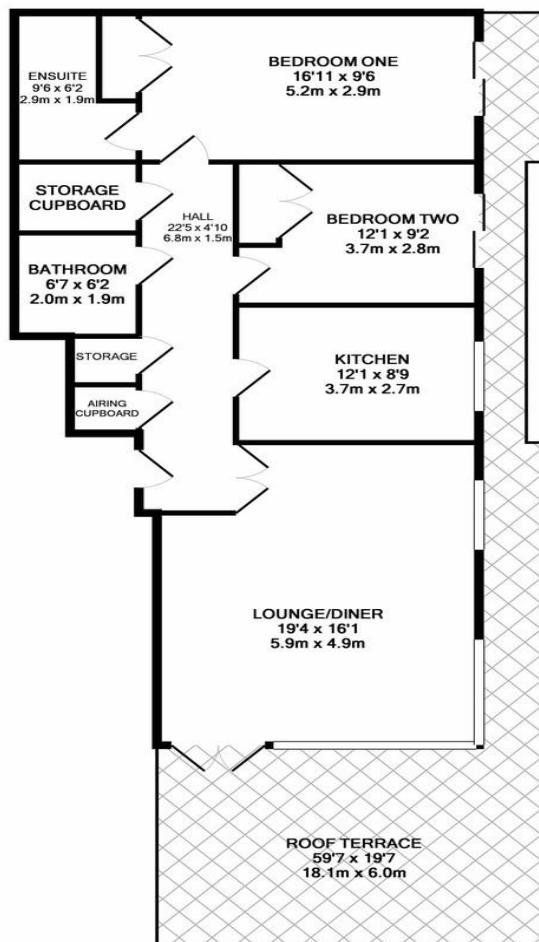 BEDROOM ONE
16'11 x 9'6
5.2m x 2.9m
ENSUITE
9'6 x 6'2
2.9m x 1.9m
STORAGE
CUPBOARD
HALL
22'5 x 4'10
6.8m x 1.5m
BEDROOM TWO
12'1 x 9'2
3.7m x 2.8m
BATHROOM
6'7 x 6'2
2.0m x 1.9m
STORAGE
KITCHEN
12'1 x 8'9
3.7m x 2.7m
AIRING
CUPBOARD
LOUNGE/DINER
19'4 x 16'1
5.9m x 4.9m
ROOF TERRACE
59'7 x 19'7
18.1m x 6.0m